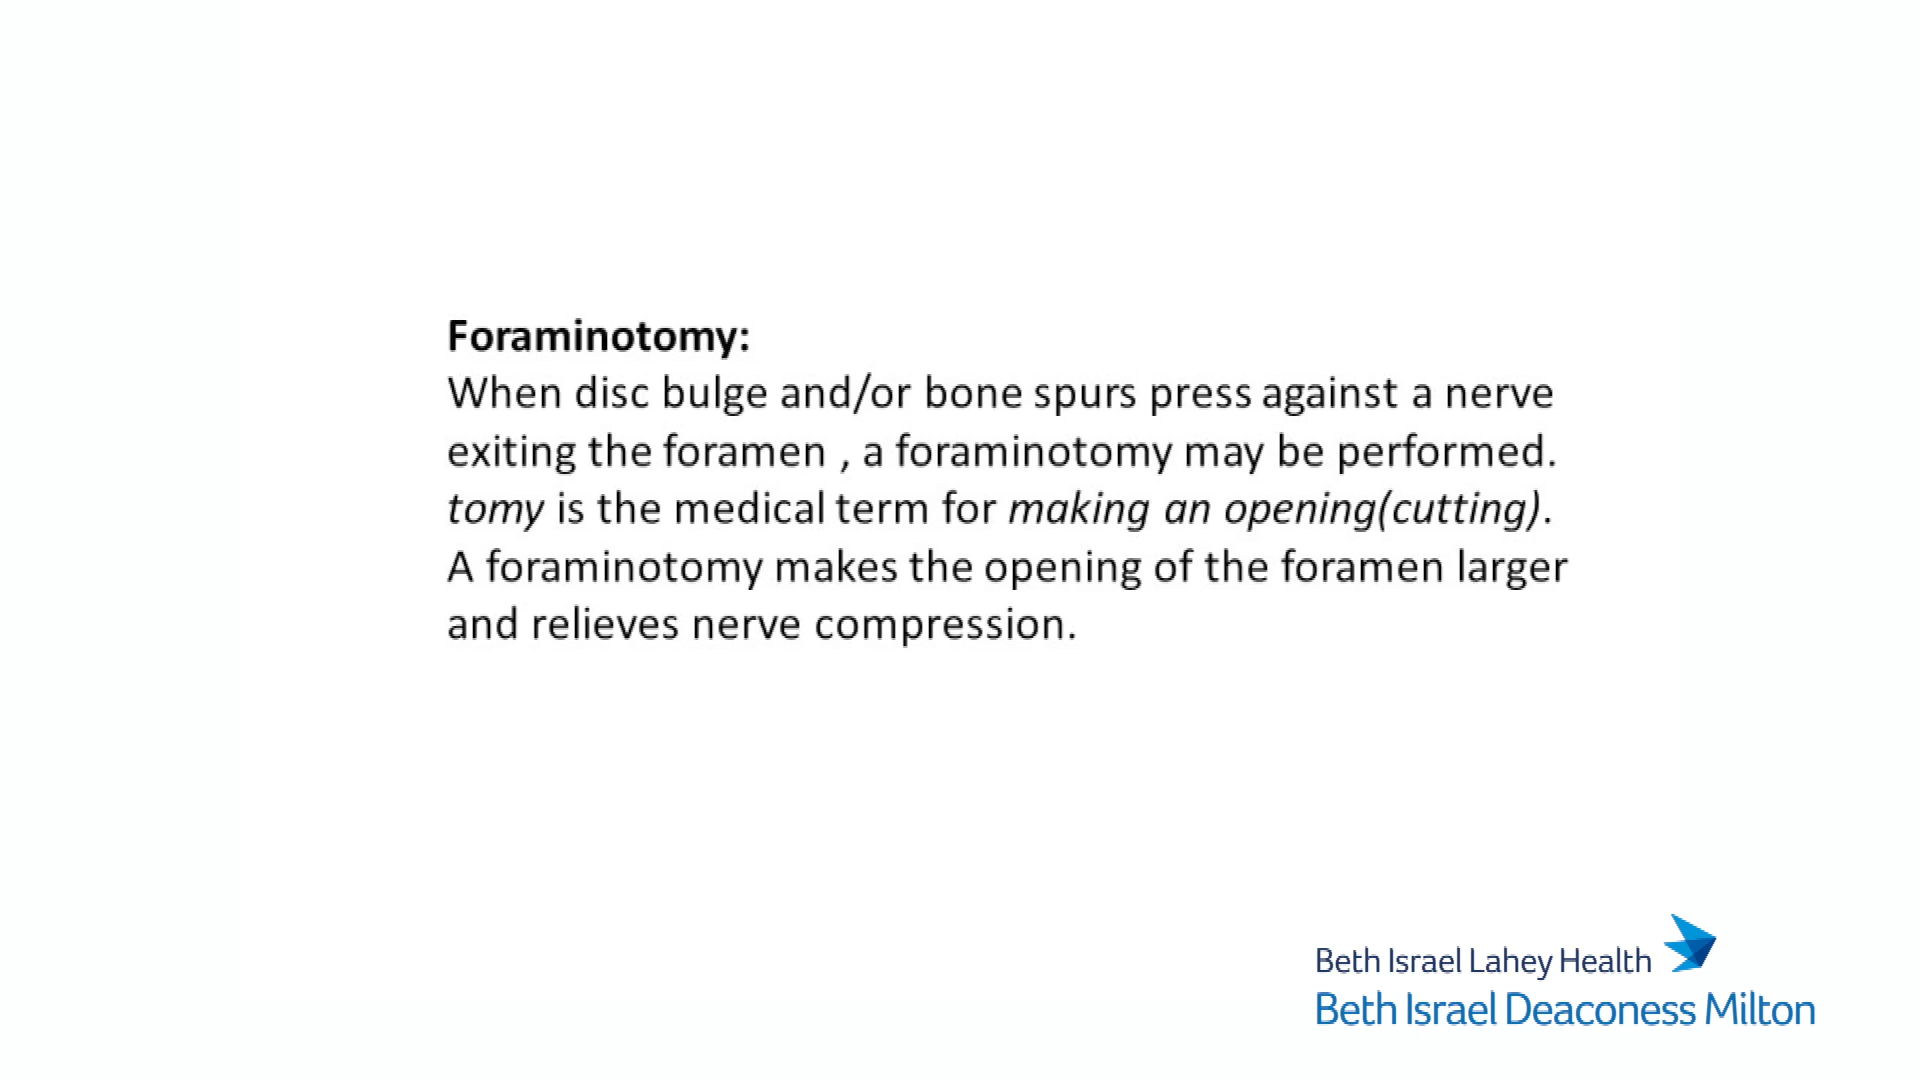 Foraminotomy:
When disc bulge and/or bone spurs press against a nerve
exiting the foramen , a foraminotomy may be performed.
tomy is the medical term for making an opening(cutting).
A foraminotomy makes the opening of the foramen larger
and relieves nerve compression.
Beth Israel Lahey Health
Beth Israel Deaconess Milton